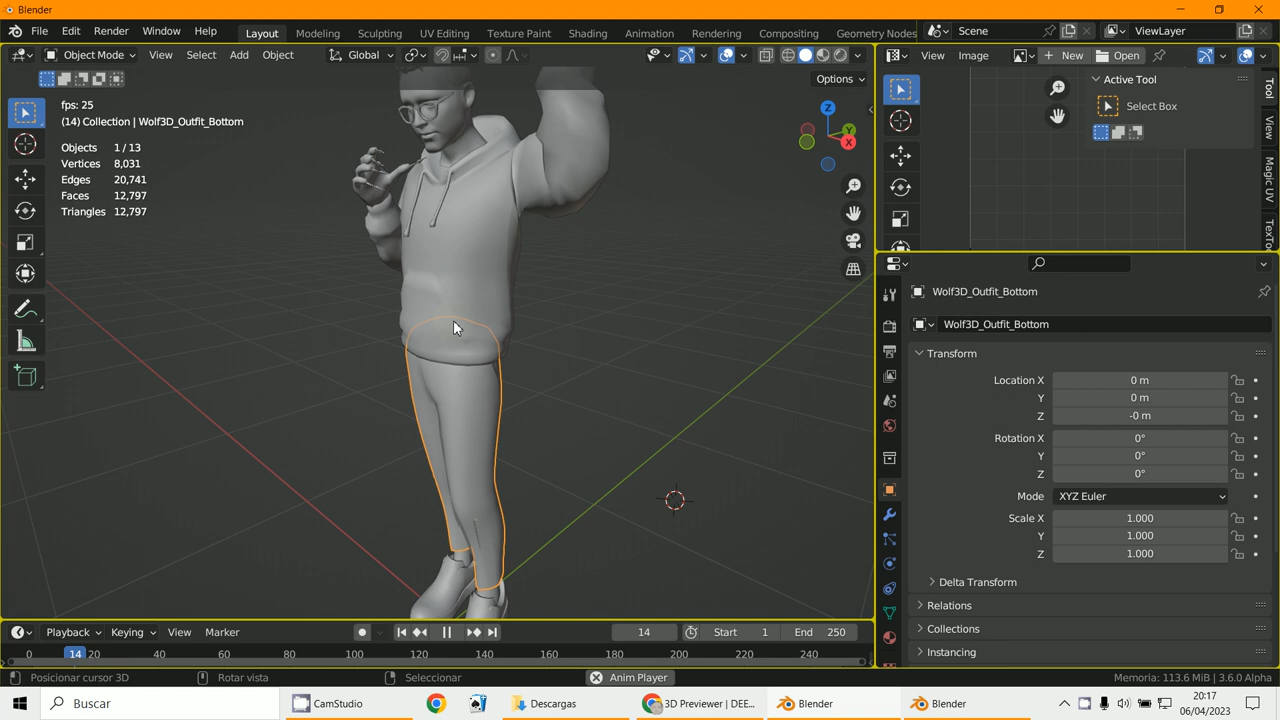 Blender
File Edit Render Window Help Layout Modeling Sculpting UV Editing Texture Paint Shading Animation Rendering Compositing Geometry Nodes Scene ViewLayer
Object Mode View Select Add Object Global View Image New Open
Options
fps: 25
(14) Collection | Wolf3D_Outfit_Bottom
Objects 1 / 13
Vertices 8,031
Edges 20,741
Faces 12,797
Triangles 12,797
Z
Y
X
Active Tool
Select Box
Tool
View
Magic UV
TexToo
Wolf3D_Outfit_Bottom
Wolf3D_Outfit_Bottom
Transform
Location X 0 m
Y 0 m
Z -0 m
Rotation X 0°
Y 0°
Z 0°
Mode XYZ Euler
Scale X 1.000
Y 1.000
Z 1.000
Delta Transform
Relations
Collections
Instancing
Playback Keying View Marker 14 Start 1 End 250
0 14 20 40 60 80 100 120 140 160 180 200 220 240
Posicionar cursor 3D Rotar vista Seleccionar Anim Player Memoria: 113.6 MiB | 3.6.0 Alpha
Buscar CamStudio Descargas 3D Previewer | DEE... Blender Blender
20:17
06/04/2023